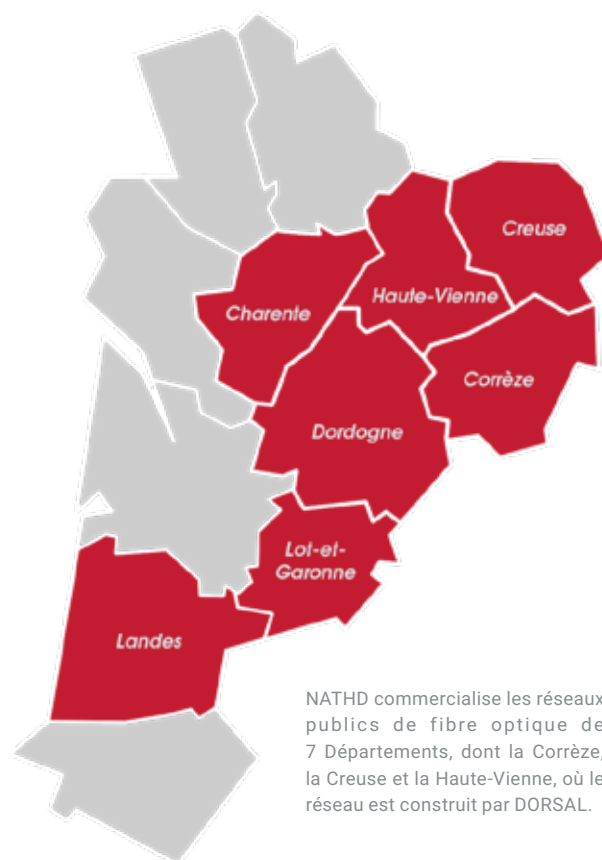 Creuse
Haute-Vienne
Charente
Corrèze
Dordogne
Lot-et-
Garonne
Landes
NATHD commercialise les réseaux
publics de fibre optique de
7 Départements, dont la Corrèze,
la Creuse et la Haute-Vienne, où le
réseau est construit par DORSAL.